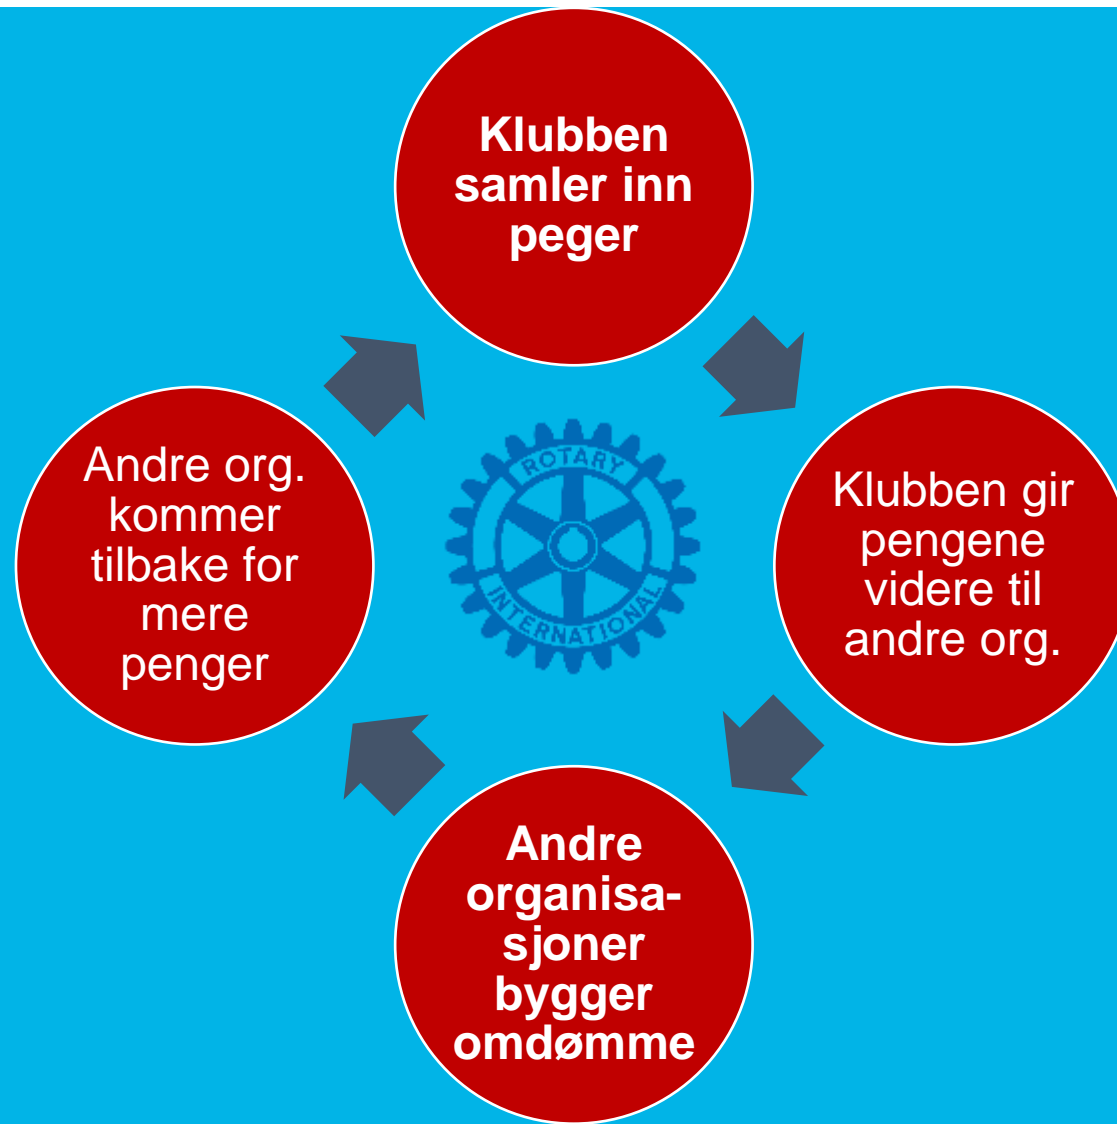 Klubben
samler inn
peger
Andre org.
kommer
tilbake for
mere
penger
ROTARY
INTERNATIONAL
Klubben gir
pengene
videre til
andre org.
Andre
organisa-
sjoner
bygger
omdømme